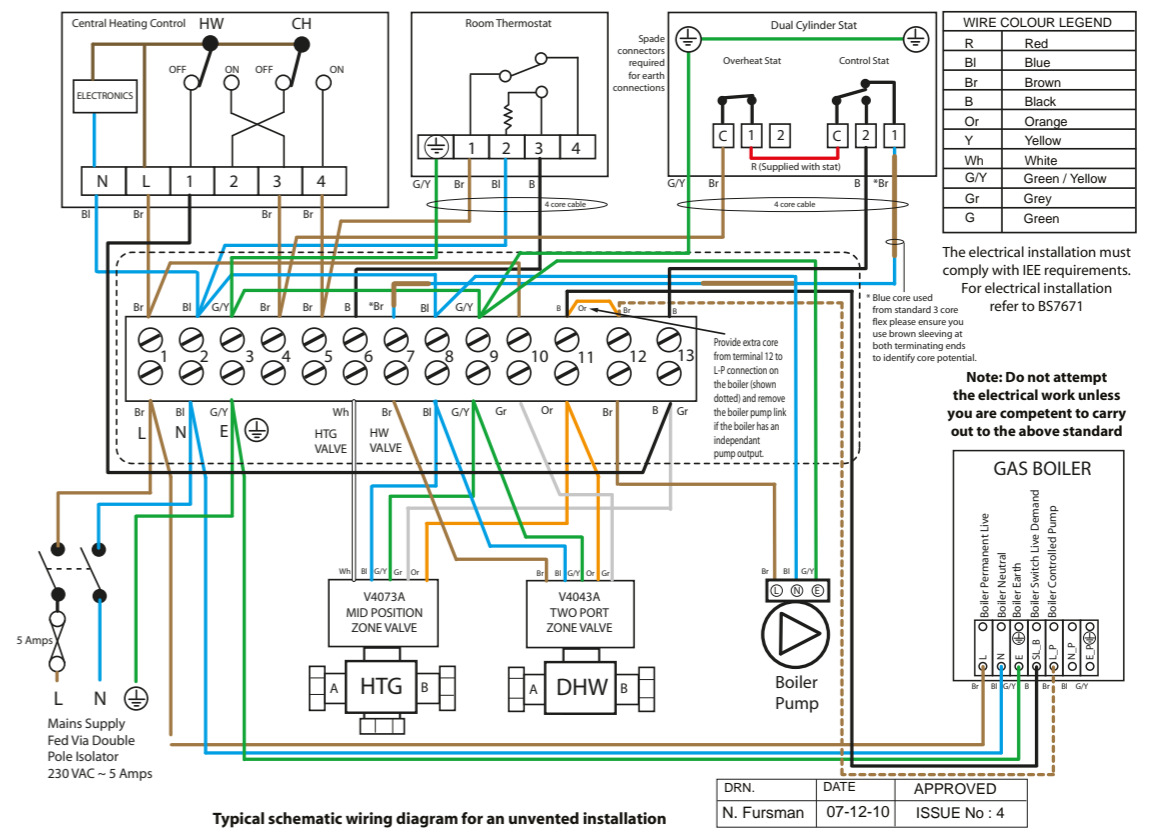 Central Heating Control
HW
CH
OFF
ON
OFF
ON
ELECTRONICS
N L 1 2 3 4
Bl Br Br Br
Room Thermostat
1 2 3 4
G/Y Br Bl B
4 core cable
Spade
connectors
required
for earth
connections
Dual Cylinder Stat
Overheat Stat
Control Stat
C 1 2
C 2 1
R (Supplied with stat)
G/Y Br B *Br
4 core cable
WIRE COLOUR LEGEND
R Red
Bl Blue
Br Brown
B Black
Or Orange
Y Yellow
Wh White
G/Y Green / Yellow
Gr Grey
G Green
The electrical installation must
comply with IEE requirements.
For electrical installation
refer to BS7671
* Blue core used
from standard 3 core
flex please ensure you
use brown sleeving at
both terminating ends
to identify core potential.
Note: Do not attempt
the electrical work unless
you are competent to carry
out to the above standard
Br Bl G/Y Br Br B *Br Bl G/Y B Or Br B
1 2 3 4 5 6 7 8 9 10 11 12 13
Provide extra core
from terminal 12 to
L-P connection on
the boiler (shown
dotted) and remove
the boiler pump link
if the boiler has an
independant
pump output.
Br Bl G/Y Wh Br Bl G/Y Gr Or Br B Gr
L N E
HTG
VALVE
HW
VALVE
5 Amps
L N
Mains Supply
Fed Via Double
Pole Isolator
230 VAC ~ 5 Amps
Wh Bl G/Y Gr Or
V4073A
MID POSITION
ZONE VALVE
A HTG B
Br Bl G/Y Or Gr
V4043A
TWO PORT
ZONE VALVE
A DHW B
Br Bl G/Y
L N E
Boiler
Pump
GAS BOILER
Boiler Permanent Live
Boiler Neutral
Boiler Earth
Boiler Switch Live Demand
Boiler Controlled Pump
L N E SL_B L_P N_P E_P
Br Bl G/Y B Br Bl G/Y
DRN. DATE APPROVED
N. Fursman 07-12-10 ISSUE No : 4
Typical schematic wiring diagram for an unvented installation